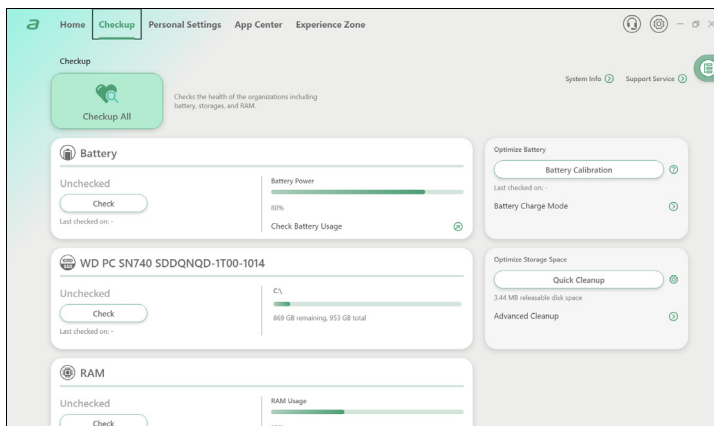 a Home Checkup Personal Settings App Center Experience Zone
Checkup
System Info Support Service
Checkup All
Checks the health of the organizations including
battery, storages, and RAM.
Battery
Unchecked
Check
Last checked on: -
Battery Power
80%
Check Battery Usage
Optimize Battery
Battery Calibration
Last checked on: -
Battery Charge Mode
WD PC SN740 SDDQNQD-1T00-1014
Unchecked
Check
Last checked on: -
C:\
869 GB remaining, 953 GB total
Optimize Storage Space
Quick Cleanup
3.44 MB releasable disk space
Advanced Cleanup
RAM
Unchecked
Check
RAM Usage